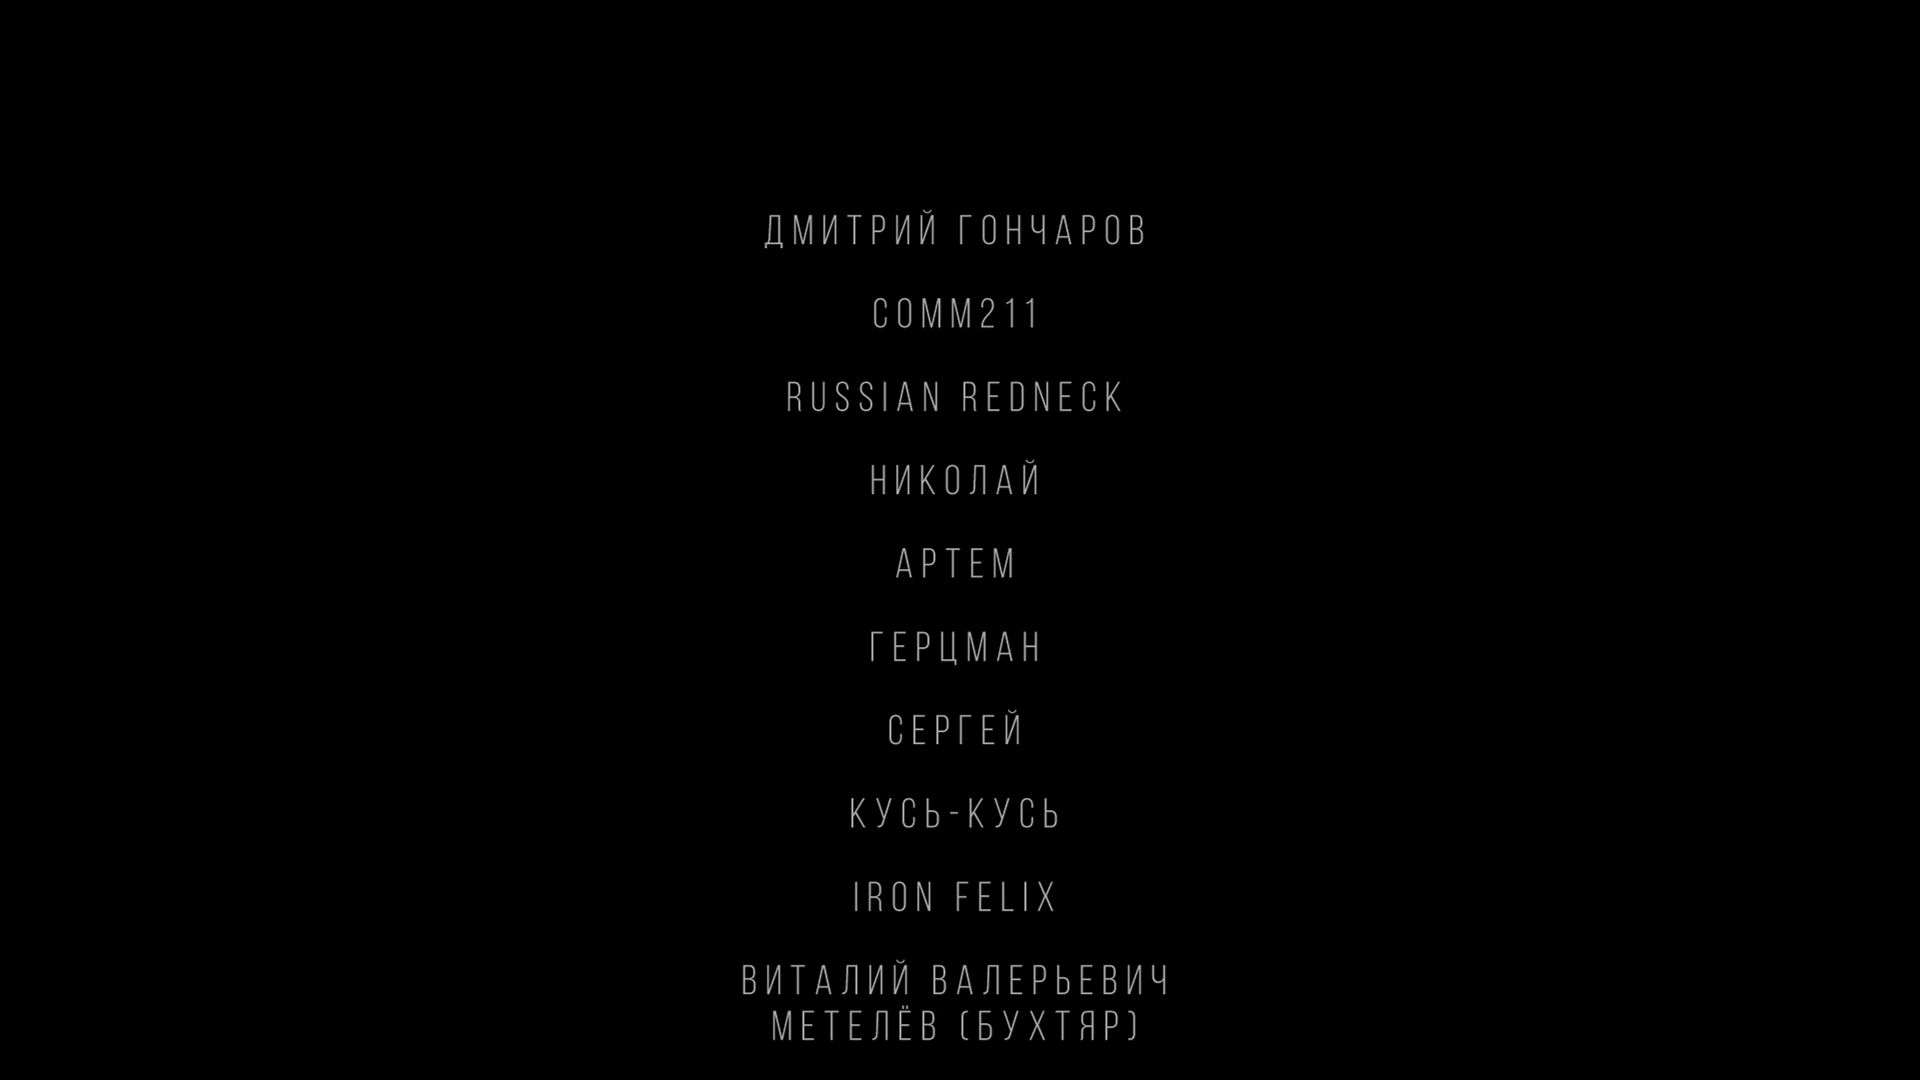 ДМИТРИЙ ГОНЧАРОВ
COMM211
RUSSIAN REDNECK
НИКОЛАЙ
АРТЕМ
ГЕРЦМАН
СЕРГЕЙ
КУСЬ-КУСЬ
IRON FELIX
ВИТАЛИЙ ВАЛЕРЬЕВИЧ
МЕТЕЛЁВ (БУХТЯР)